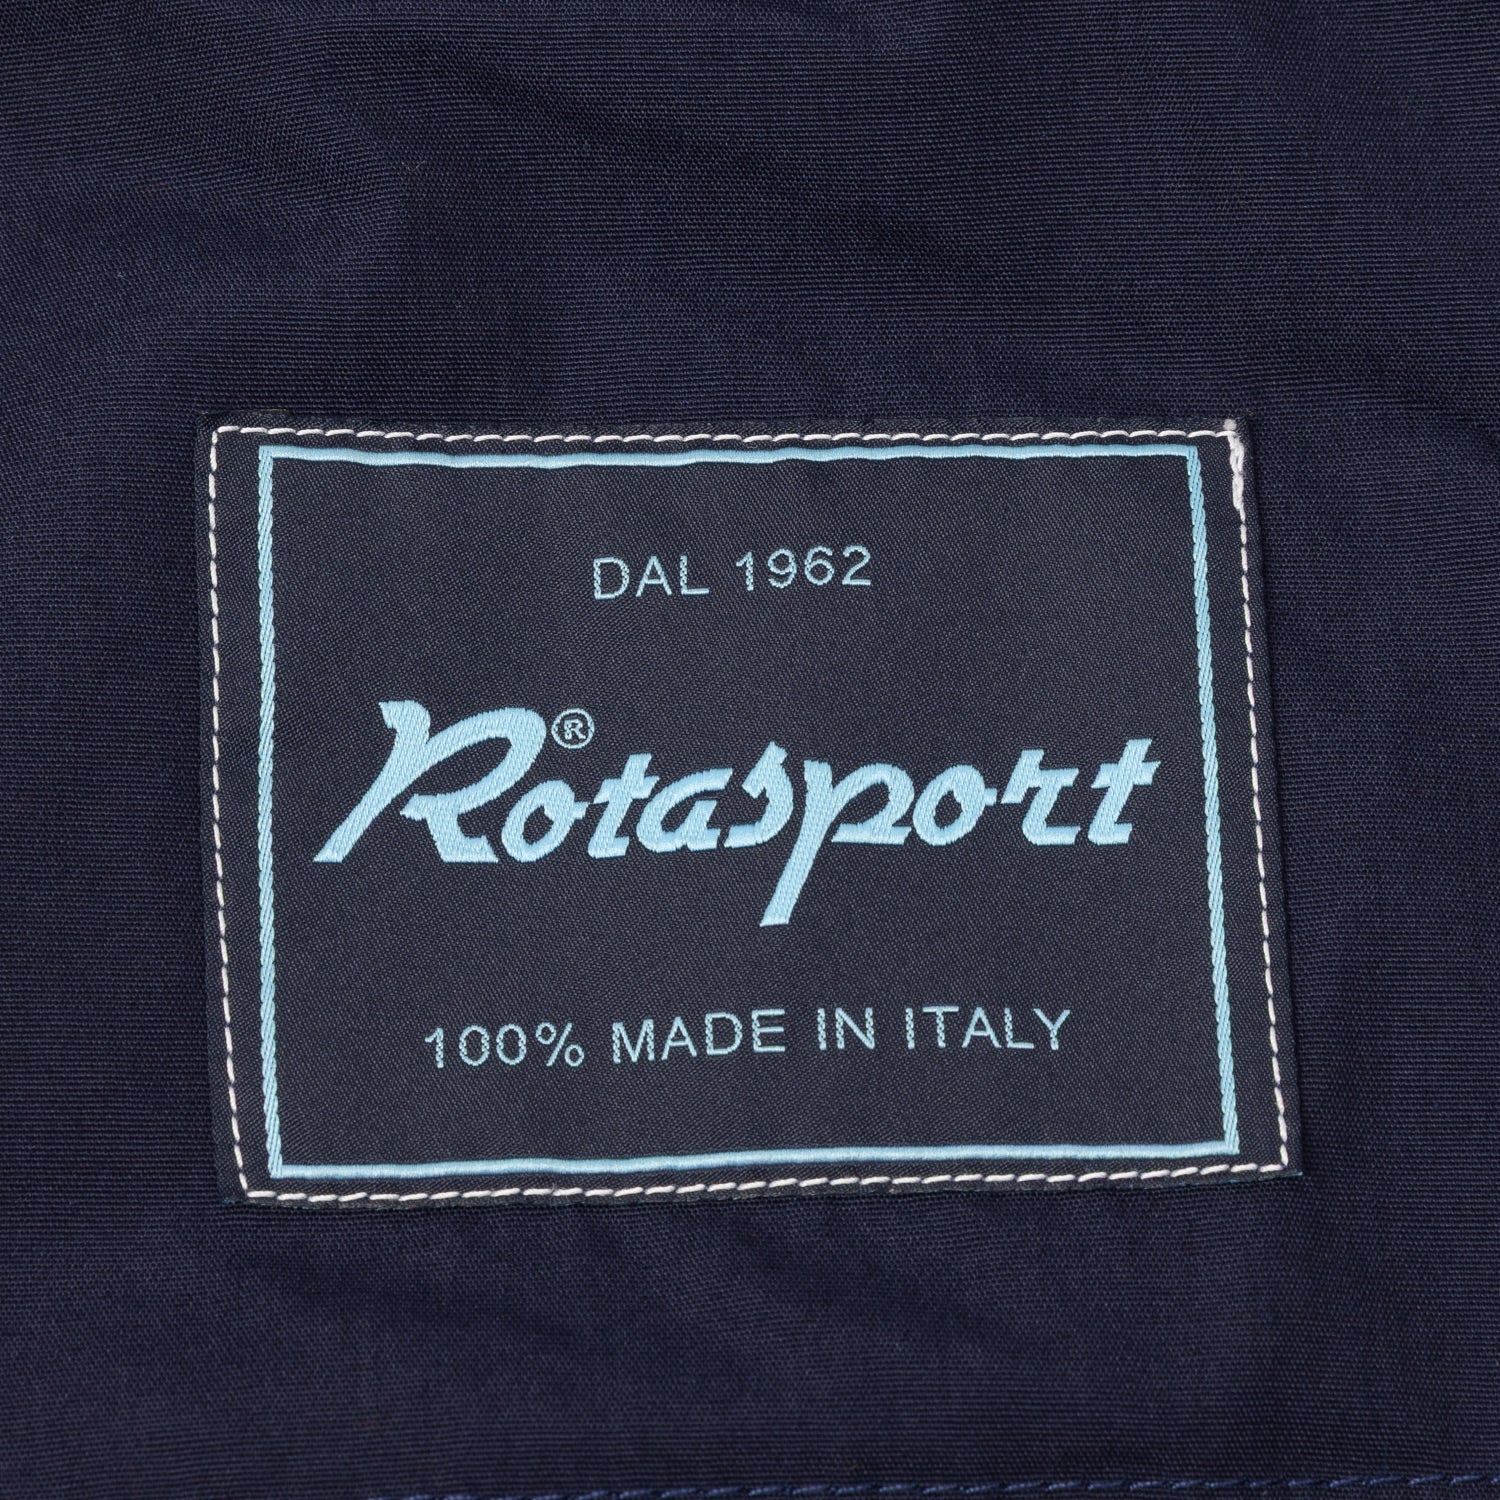 DAL 1962
Rotasport®
100% MADE IN ITALY